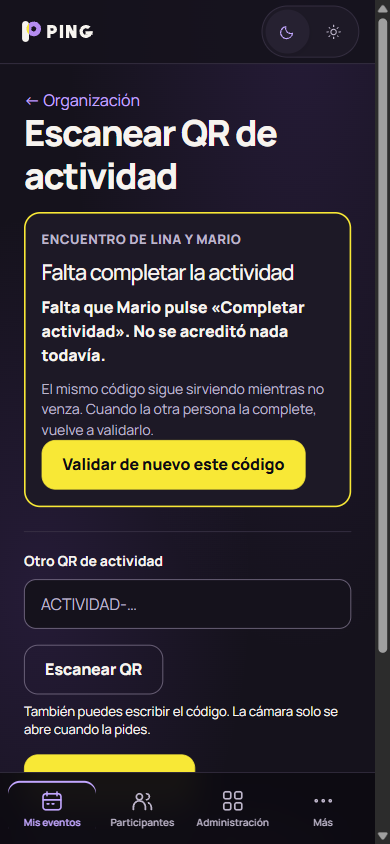 PING
← Organización
Escanear QR de
actividad
ENCUENTRO DE LINA Y MARIO
Falta completar la actividad
Falta que Mario pulse «Completar
actividad». No se acreditó nada
todavía.
El mismo código sigue sirviendo mientras no
venza. Cuando la otra persona la complete,
vuelve a validarlo.
Validar de nuevo este código
Otro QR de actividad
ACTIVIDAD-...
Escanear QR
También puedes escribir el código. La cámara solo se
abre cuando la pides.
Mis eventos
Participantes
Administración
Más